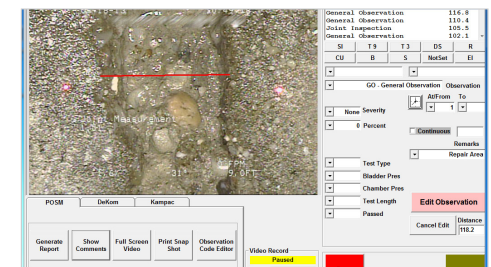 General Observation 116.8
General Observation 110.4
Joint Inspection 105.5
General Observation 102.1
SI T 9 T 3 DS R
CU B S NotSet EI
GO - General Observation Observation
At/From To
1
None Severity
0 Percent
Continuous
Remarks
Repair Area
Joint Measurement
FPM
31 9.0FT
Test Type
Bladder Pres
Chamber Pres
Test Length
Passed
Edit Observation
Cancel Edit
Distance
118.2
POSM DeKom Kampac
Generate Report
Show Comments
Full Screen Video
Print Snap Shot
Observation Code Editor
Video Record
Paused